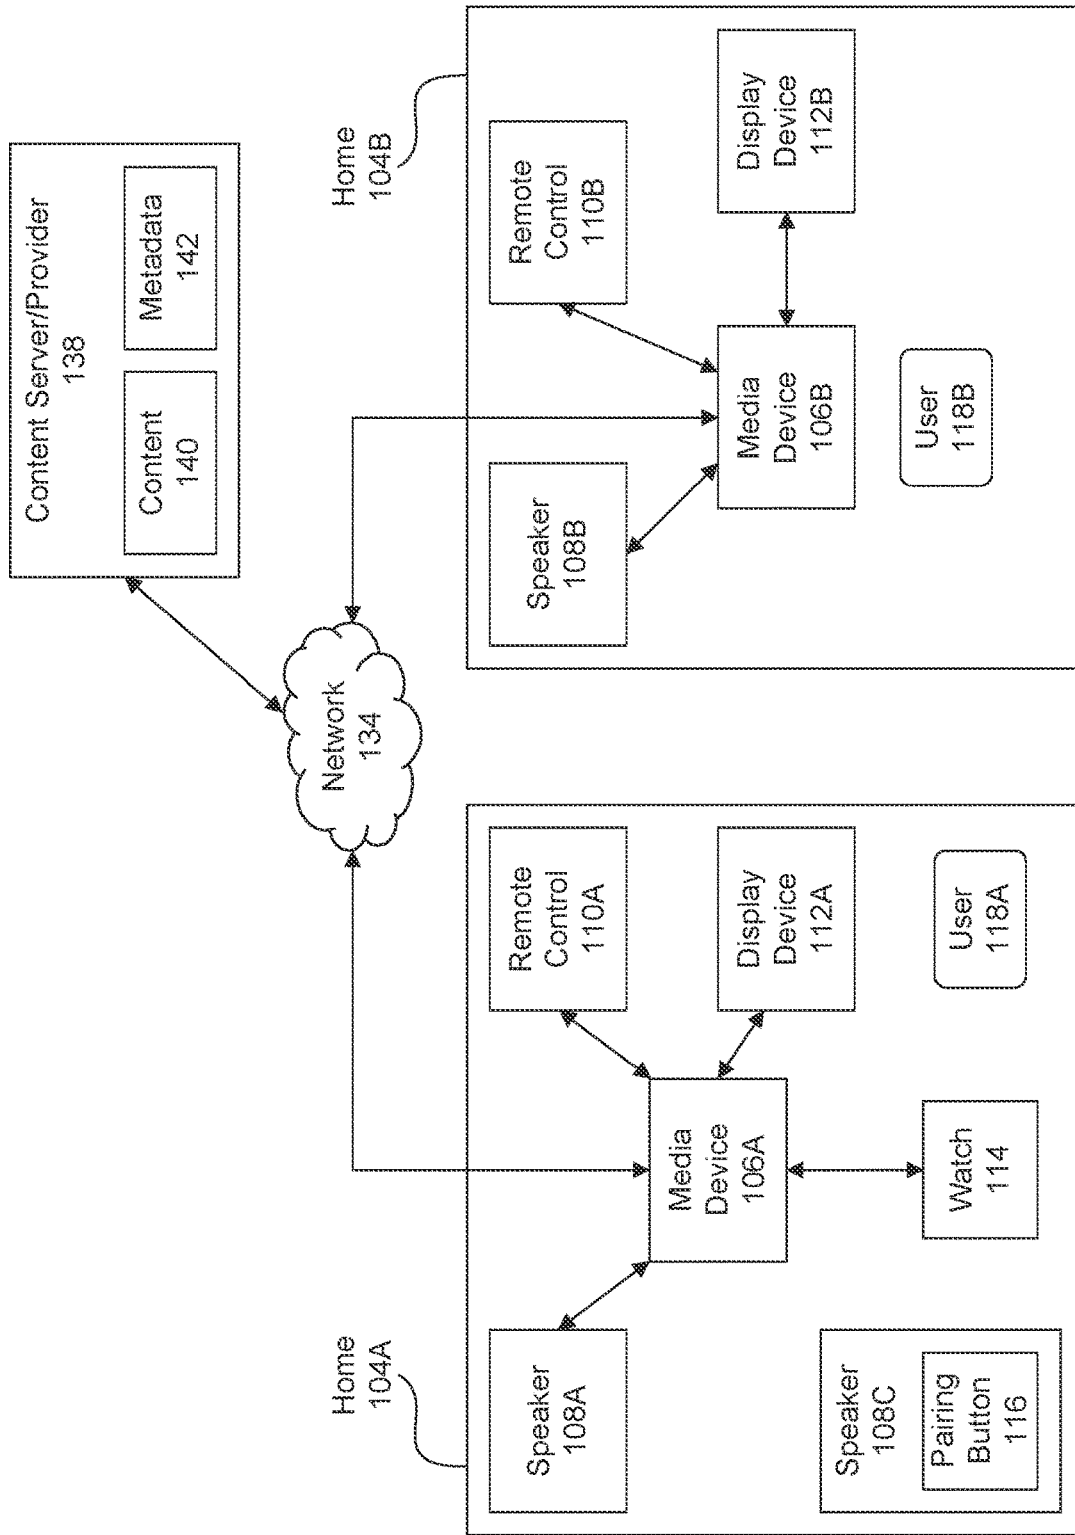 Content Server/Provider
138
Content
140
Metadata
142
Network
134
Home
104A
Speaker
108A
Remote
Control
110A
Media
Device
106A
Display
Device
112A
Speaker
108C
Pairing
Button
116
Watch
114
User
118A
Home
104B
Speaker
108B
Remote
Control
110B
Media
Device
106B
Display
Device
112B
User
118B